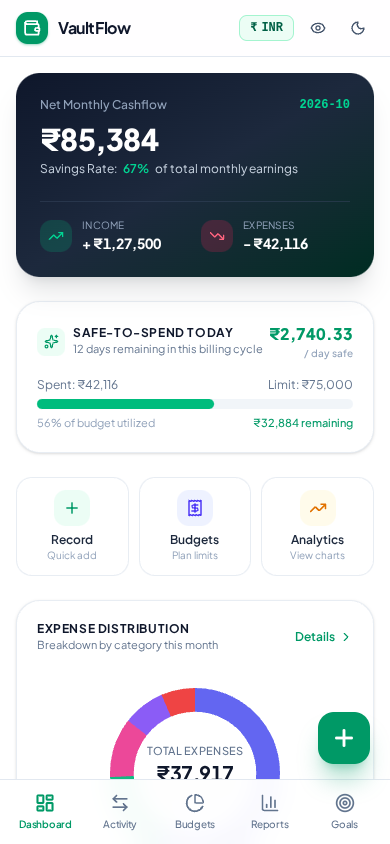 VaultFlow
₹ INR
Net Monthly Cashflow
2026-10
₹85,384
Savings Rate: 67% of total monthly earnings
INCOME
+ ₹1,27,500
EXPENSES
- ₹42,116
SAFE-TO-SPEND TODAY
₹2,740.33
12 days remaining in this billing cycle
/ day safe
Spent: ₹42,116
Limit: ₹75,000
56% of budget utilized
₹32,884 remaining
Record
Quick add
Budgets
Plan limits
Analytics
View charts
EXPENSE DISTRIBUTION
Breakdown by category this month
Details
TOTAL EXPENSES
₹37,917
Dashboard
Activity
Budgets
Reports
Goals